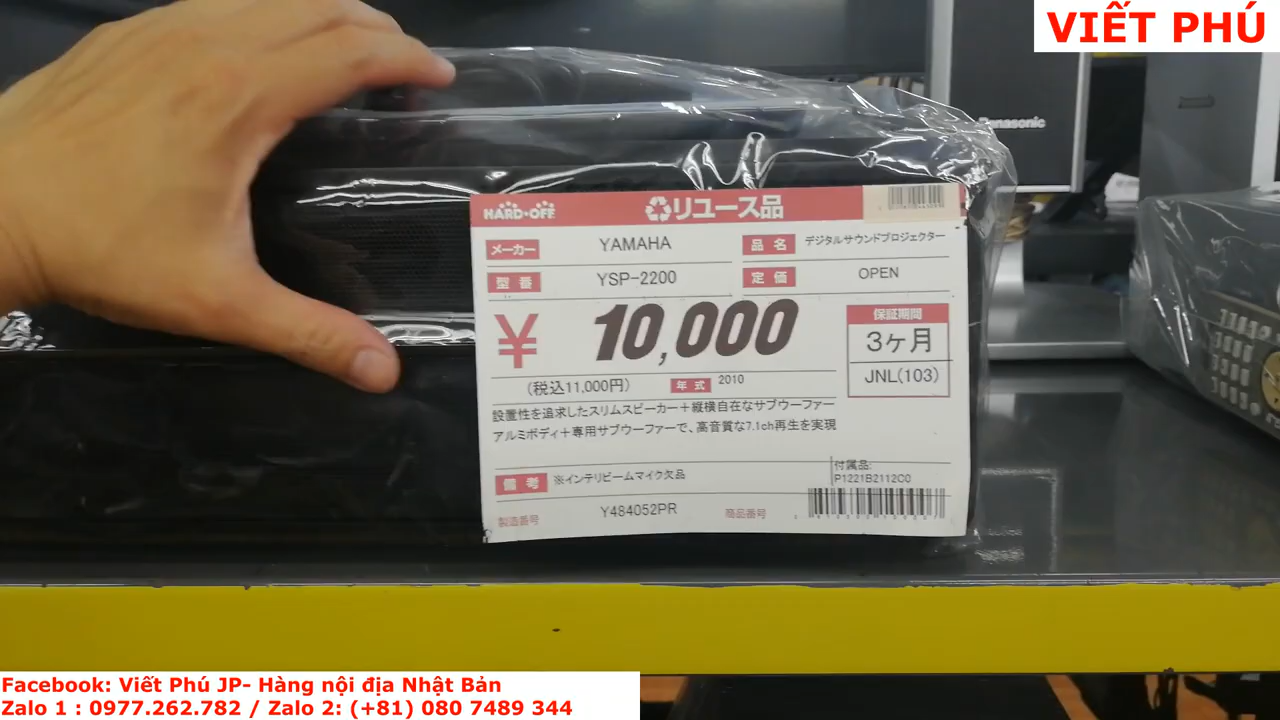 VIẾT PHÚ
Panasonic
HARD・OFF リユース品
メーカー YAMAHA 品名 デジタルサウンドプロジェクター
型番 YSP-2200 定価 OPEN
¥10,000
保証期間
3ヶ月
JNL(103)
(税込11,000円) 年式 2010
設置性を追求したスリムスピーカー＋縦横自在なサブウーファー
アルミボディ＋専用サブウーファーで、高音質な7.1ch再生を実現
備考 ※インテリビームマイク欠品
付属品:
P1221B2112C0
製造番号 Y484052PR 商品番号
Facebook: Viết Phú JP- Hàng nội địa Nhật Bản
Zalo 1 : 0977.262.782 / Zalo 2: (+81) 080 7489 344